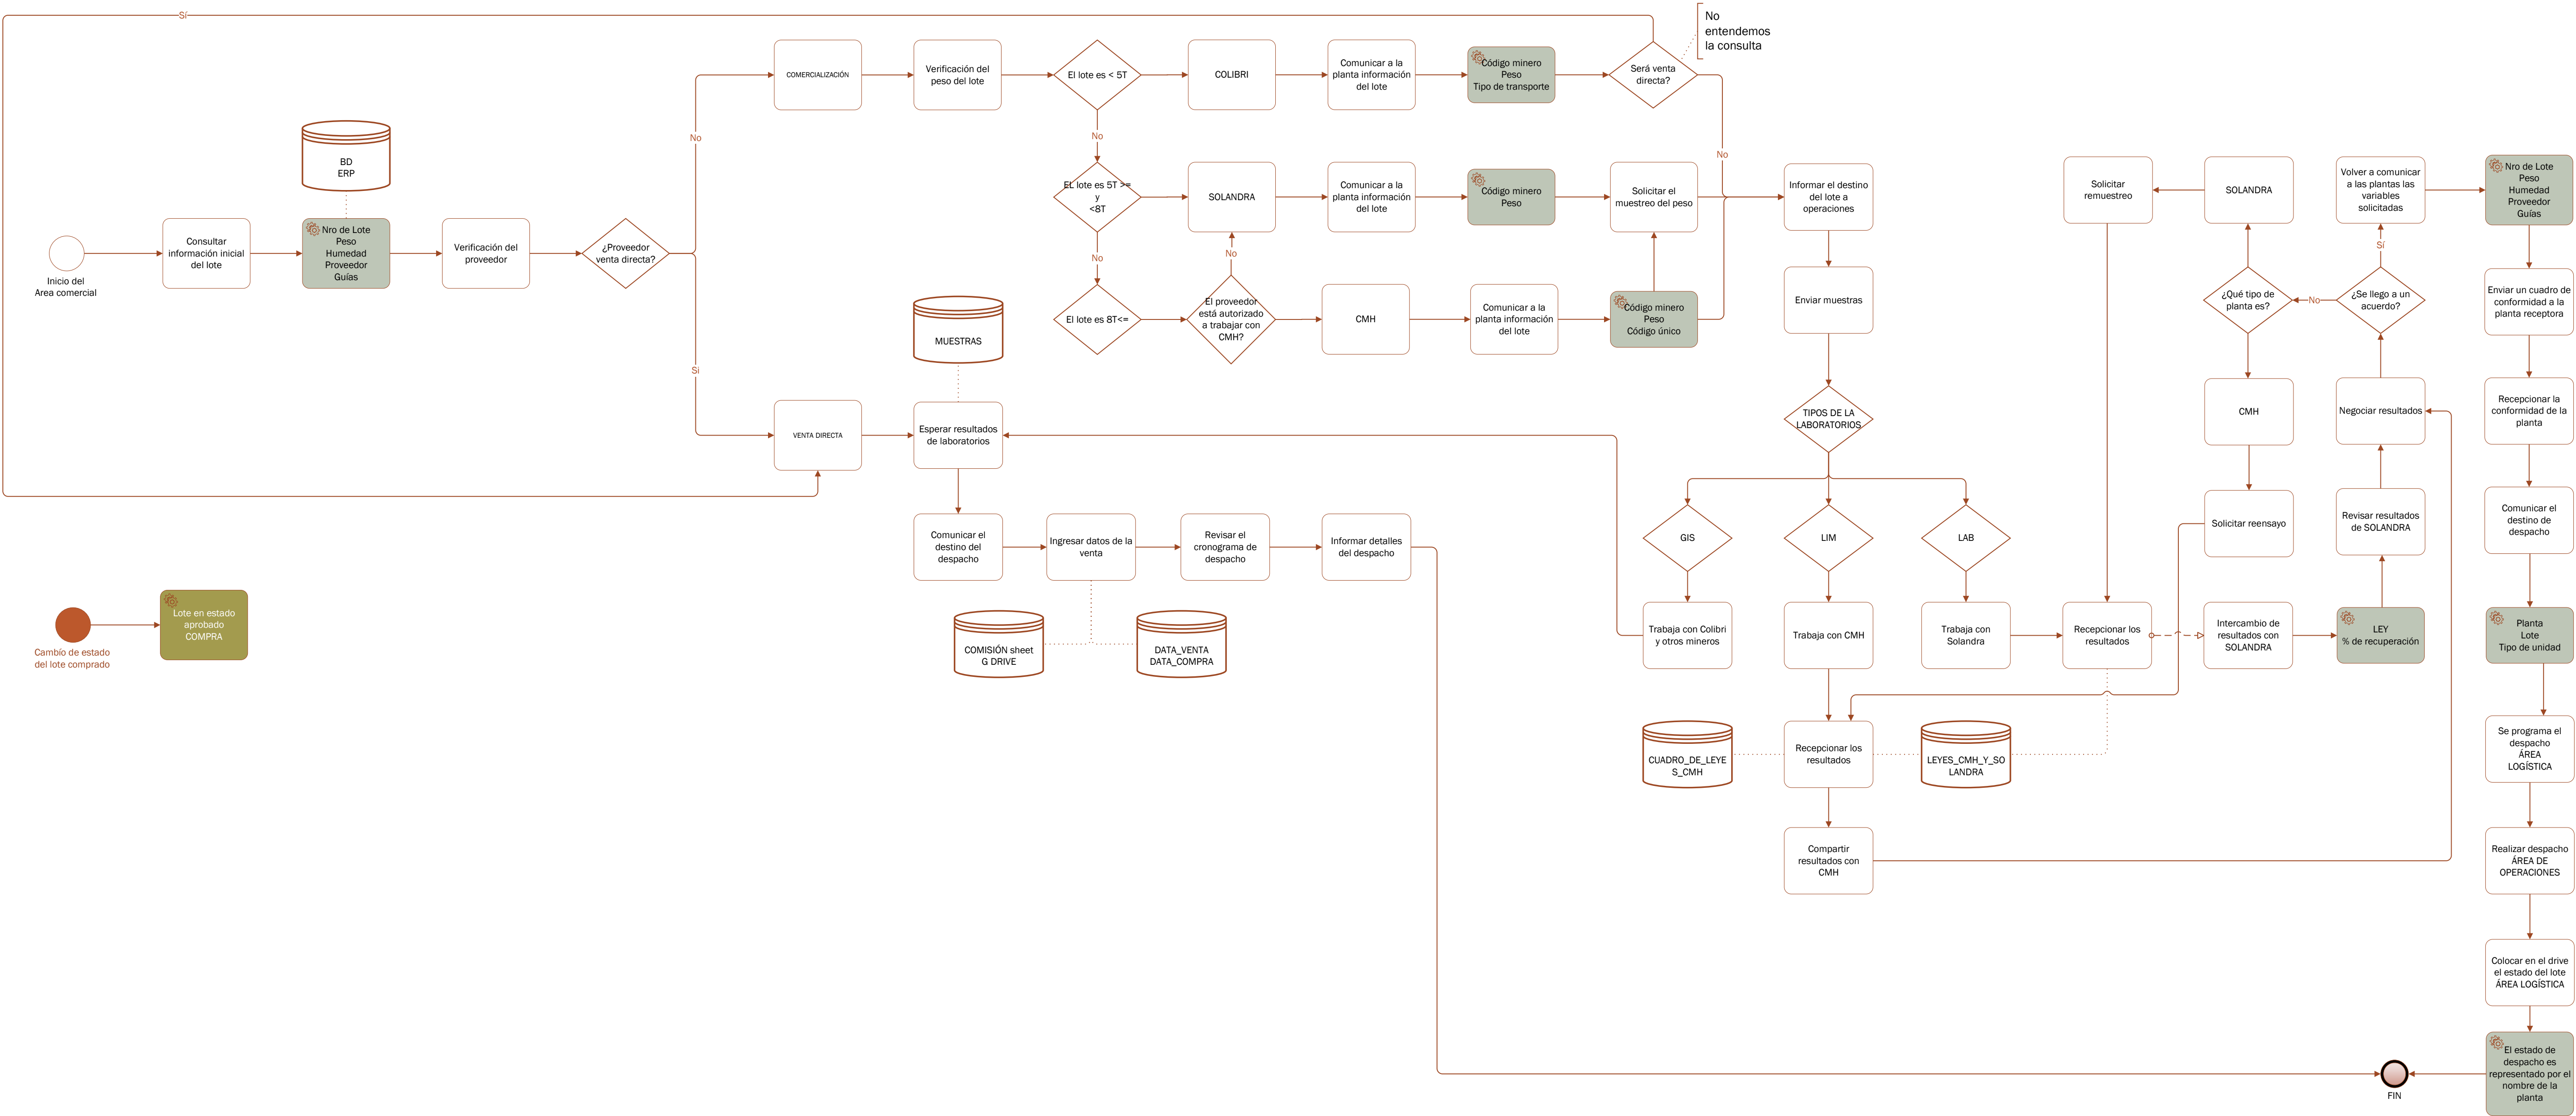 Sí
No
entendemos
la consulta
COMERCIALIZACIÓN
Verificación del
peso del lote
El lote es < 5T
COLIBRI
Comunicar a la
planta información
del lote
Código minero
Peso
Tipo de transporte
Será venta
directa?
No
No
No
BD
ERP
EL lote es 5T >=
y
<8T
SOLANDRA
Comunicar a la
planta información
del lote
Código minero
Peso
Solicitar el
muestreo del peso
Informar el destino
del lote a
operaciones
Solicitar
remuestreo
SOLANDRA
Volver a comunicar
a las plantas las
variables
solicitadas
Nro de Lote
Peso
Humedad
Proveedor
Guías
Inicio del
Area comercial
Consultar
información inicial
del lote
Nro de Lote
Peso
Humedad
Proveedor
Guías
Verificación del
proveedor
¿Proveedor
venta directa?
No
No
Sí
MUESTRAS
El lote es 8T<=
El proveedor
está autorizado
a trabajar con
CMH?
CMH
Comunicar a la
planta información
del lote
Código minero
Peso
Código único
Enviar muestras
¿Qué tipo de
planta es?
No
¿Se llego a un
acuerdo?
Enviar un cuadro de
conformidad a la
planta receptora
Si
VENTA DIRECTA
Esperar resultados
de laboratorios
TIPOS DE LA
LABORATORIOS
CMH
Negociar resultados
Recepcionar la
conformidad de la
planta
Comunicar el
destino del
despacho
Ingresar datos de la
venta
Revisar el
cronograma de
despacho
Informar detalles
del despacho
GIS
LIM
LAB
Solicitar reensayo
Revisar resultados
de SOLANDRA
Comunicar el
destino de
despacho
Cambío de estado
del lote comprado
Lote en estado
aprobado
COMPRA
COMISIÓN sheet
G DRIVE
DATA_VENTA
DATA_COMPRA
Trabaja con Colibri
y otros mineros
Trabaja con CMH
Trabaja con
Solandra
Recepcionar los
resultados
Intercambio de
resultados con
SOLANDRA
LEY
% de recuperación
Planta
Lote
Tipo de unidad
CUADRO_DE_LEYE
S_CMH
Recepcionar los
resultados
LEYES_CMH_Y_SO
LANDRA
Se programa el
despacho
ÁREA
LOGÍSTICA
Compartir
resultados con
CMH
Realizar despacho
ÁREA DE
OPERACIONES
Colocar en el drive
el estado del lote
ÁREA LOGÍSTICA
FIN
El estado de
despacho es
representado por el
nombre de la
planta